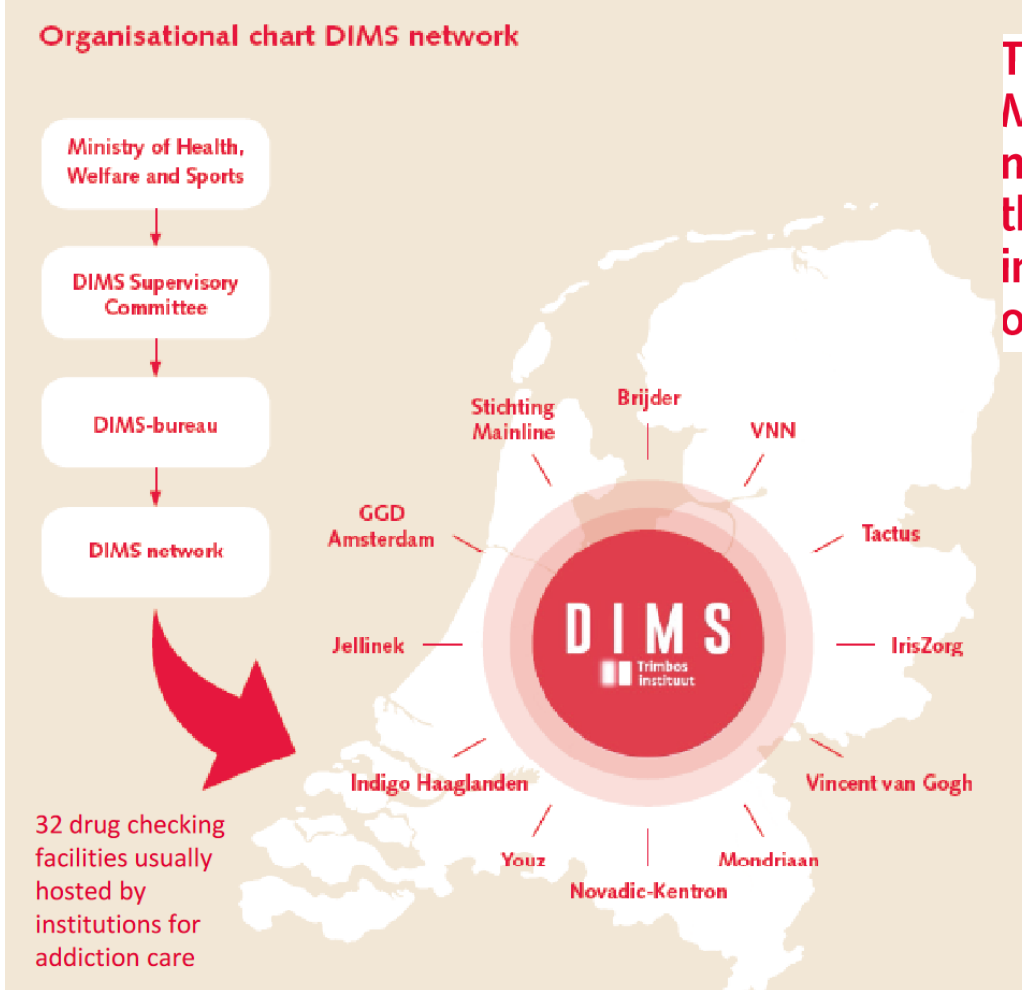 Organisational chart DIMS network
Ministry of Health,
Welfare and Sports
DIMS Supervisory
Committee
DIMS-bureau
DIMS network
32 drug checking
facilities usually
hosted by
institutions for
addiction care
Stichting
Mainline
Brijder
VNN
GGD
Amsterdam
Tactus
Jellinek
IrisZorg
Indigo Haaglanden
Vincent van Gogh
Youz
Mondriaan
Novadic-Kentron
DIMS
Trimbos
instituut